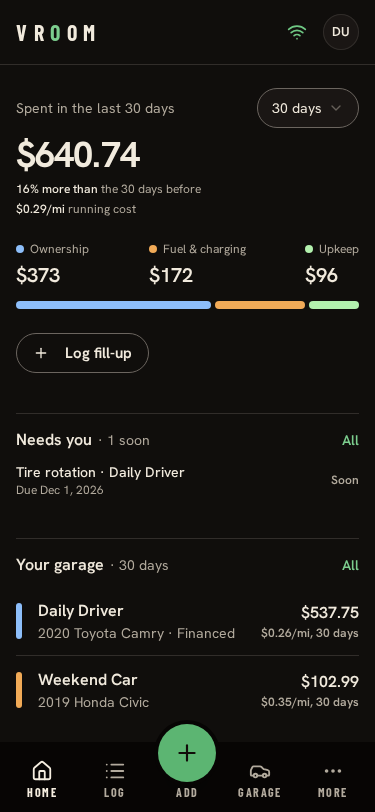 VROOM
DU
Spent in the last 30 days
30 days
$640.74
16% more than the 30 days before
$0.29/mi running cost
Ownership
Fuel & charging
Upkeep
$373
$172
$96
+ Log fill-up
Needs you · 1 soon
All
Tire rotation · Daily Driver
Due Dec 1, 2026
Soon
Your garage · 30 days
All
Daily Driver
$537.75
2020 Toyota Camry · Financed
$0.26/mi, 30 days
Weekend Car
$102.99
2019 Honda Civic
$0.35/mi, 30 days
HOME
LOG
ADD
GARAGE
MORE